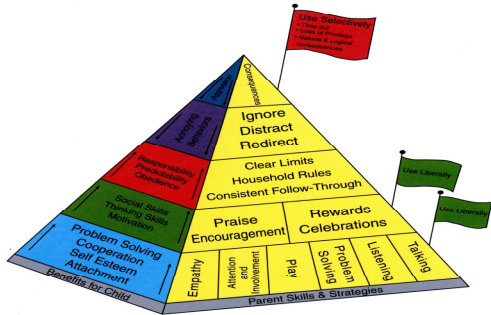 Use Selectively
• Time out
• Loss of Privilege
• Natural & Logical
consequences
Aggression
Consequences
Annoying
Behaviors
Ignore
Distract
Redirect
Responsibility
Predictability
Obedience
Clear Limits
Household Rules
Consistent Follow-Through
Use Liberally
Social Skills
Thinking Skills
Motivation
Praise
Encouragement
Rewards
Celebrations
Use Liberally
Problem Solving
Cooperation
Self Esteem
Attachment
Empathy
Attention
and
Involvement
Play
Problem
Solving
Listening
Talking
Benefits for Child
Parent Skills & Strategies